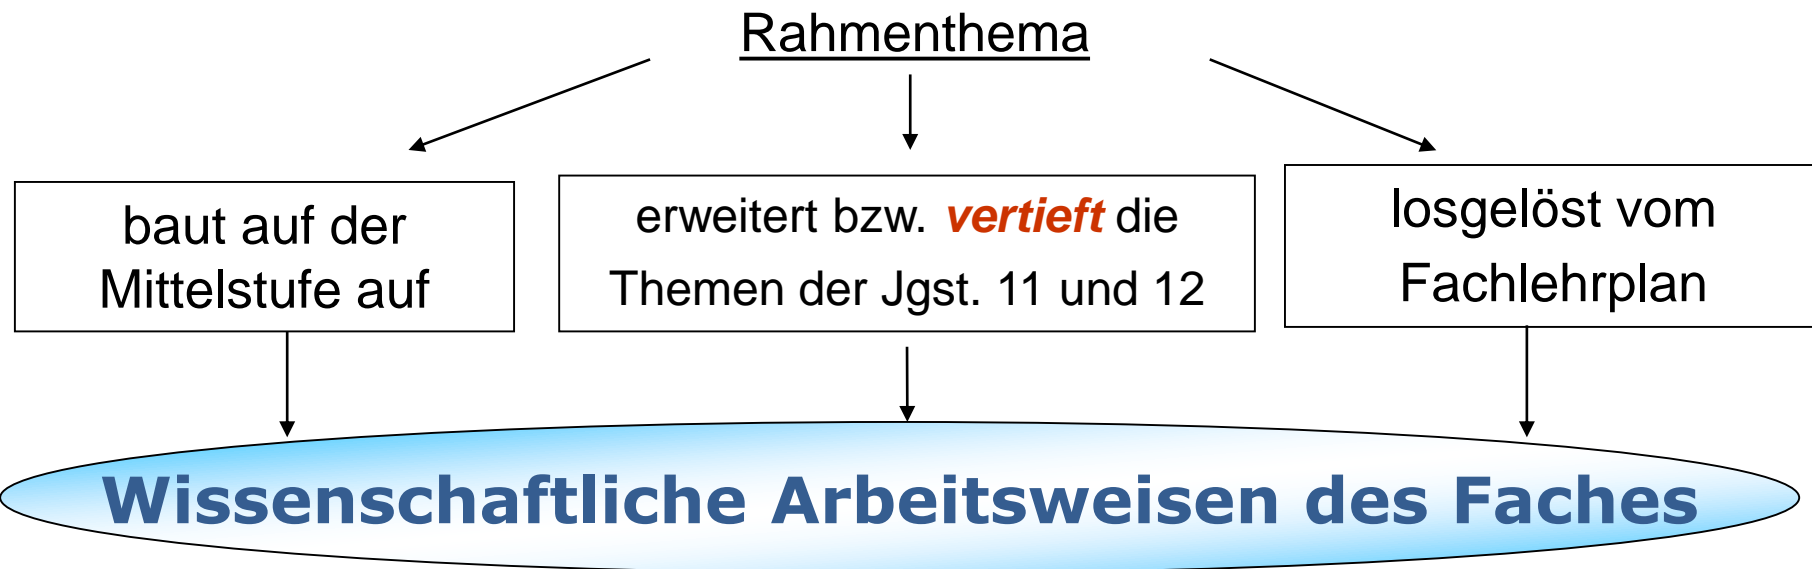 Rahmenthema
baut auf der
Mittelstufe auf
erweitert bzw. vertieft die
Themen der Jgst. 11 und 12
losgelöst vom
Fachlehrplan
Wissenschaftliche Arbeitsweisen des Faches